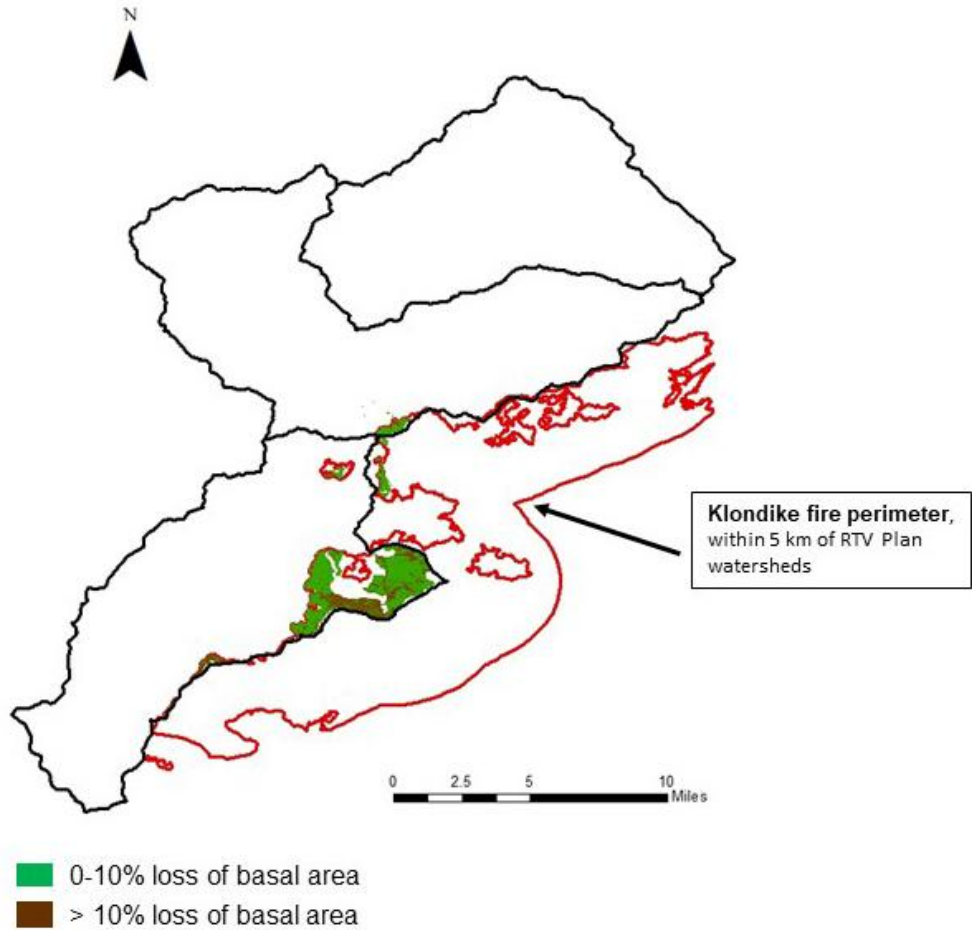 N
Klondike fire perimeter,
within 5 km of RTV Plan
watersheds
0 2.5 5 10
Miles
0-10% loss of basal area
> 10% loss of basal area